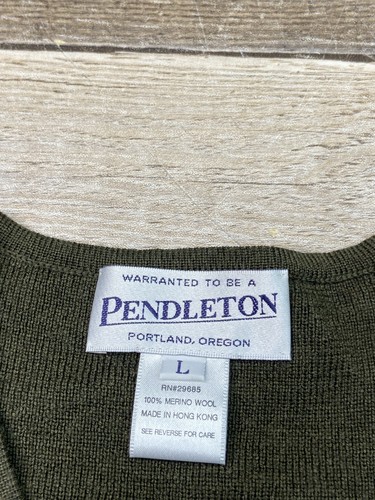 WARRANTED TO BE A
PENDLETON
PORTLAND, OREGON
L
RN#29685
100% MERINO WOOL
MADE IN HONG KONG
SEE REVERSE FOR CARE